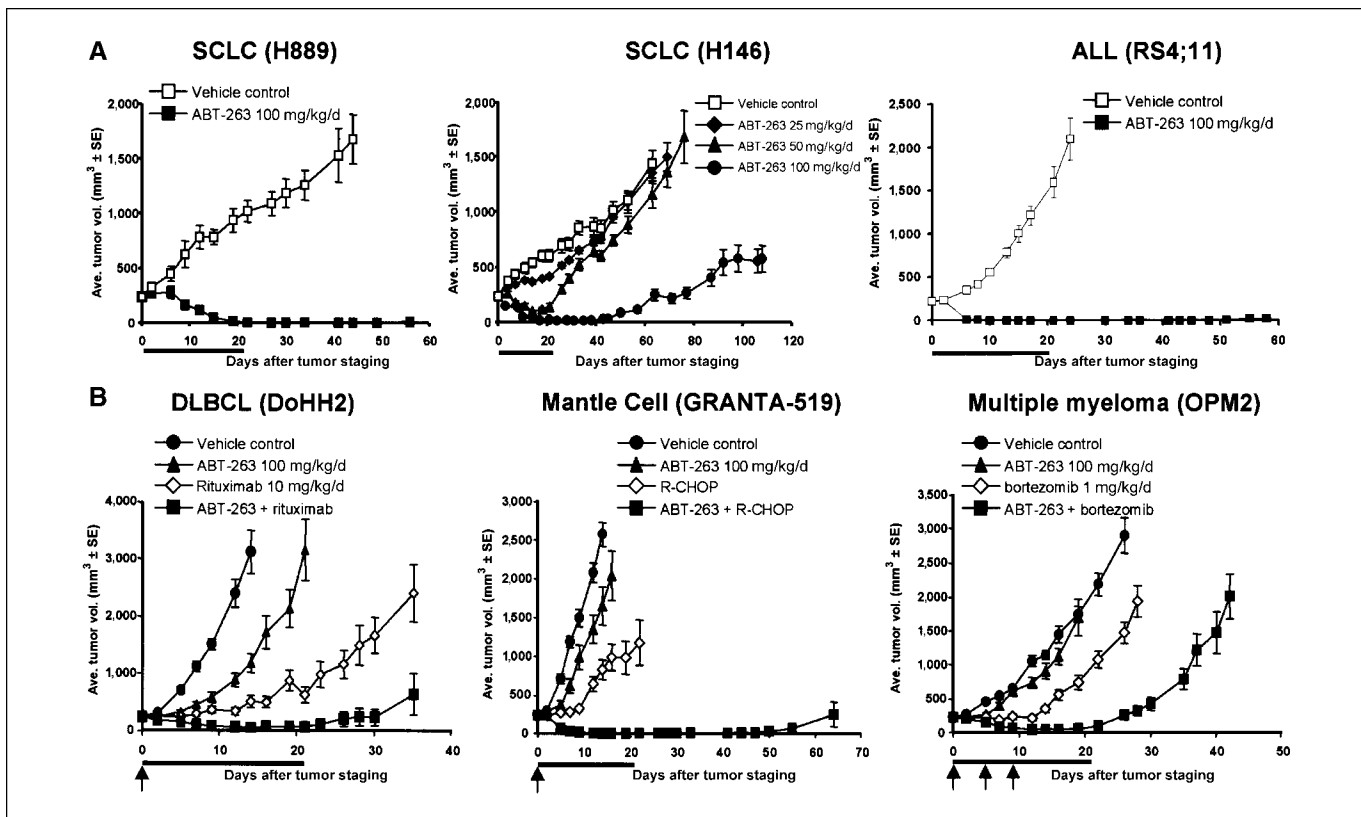 A
SCLC (H889)
Vehicle control
ABT-263 100 mg/kg/d
Ave. tumor vol. (mm³ ± SE)
2,000
1,500
1,000
500
0
0 10 20 30 40 50 60
Days after tumor staging
SCLC (H146)
Vehicle control
ABT-263 25 mg/kg/d
ABT-263 50 mg/kg/d
ABT-263 100 mg/kg/d
Ave. tumor vol. (mm³ ± SE)
2,000
1,500
1,000
500
0
0 20 40 60 80 100 120
Days after tumor staging
ALL (RS4;11)
Vehicle control
ABT-263 100 mg/kg/d
Ave. tumor vol. (mm³ ± SE)
2,500
2,000
1,500
1,000
500
0
0 10 20 30 40 50 60
Days after tumor staging
B
DLBCL (DoHH2)
Vehicle control
ABT-263 100 mg/kg/d
Rituximab 10 mg/kg/d
ABT-263 + rituximab
Ave. tumor vol. (mm³ ± SE)
4,000
3,000
2,000
1,000
0
0 10 20 30 40
Days after tumor staging
Mantle Cell (GRANTA-519)
Vehicle control
ABT-263 100 mg/kg/d
R-CHOP
ABT-263 + R-CHOP
Ave. tumor vol. (mm³ ± SE)
3,000
2,500
2,000
1,500
1,000
500
0
0 10 20 30 40 50 60 70
Days after tumor staging
Multiple myeloma (OPM2)
Vehicle control
ABT-263 100 mg/kg/d
bortezomib 1 mg/kg/d
ABT-263 + bortezomib
Ave. tumor vol. (mm³ ± SE)
3,500
3,000
2,500
2,000
1,500
1,000
500
0
0 10 20 30 40 50
Days after tumor staging